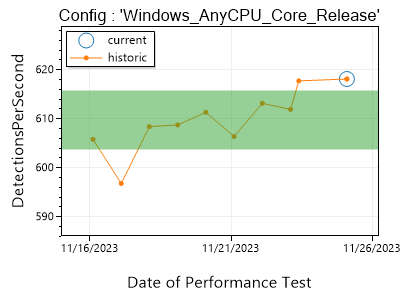 Config : 'Windows_AnyCPU_Core_Release'
current
historic
DetectionsPerSecond
620
610
600
590
11/16/2023
11/21/2023
11/26/2023
Date of Performance Test